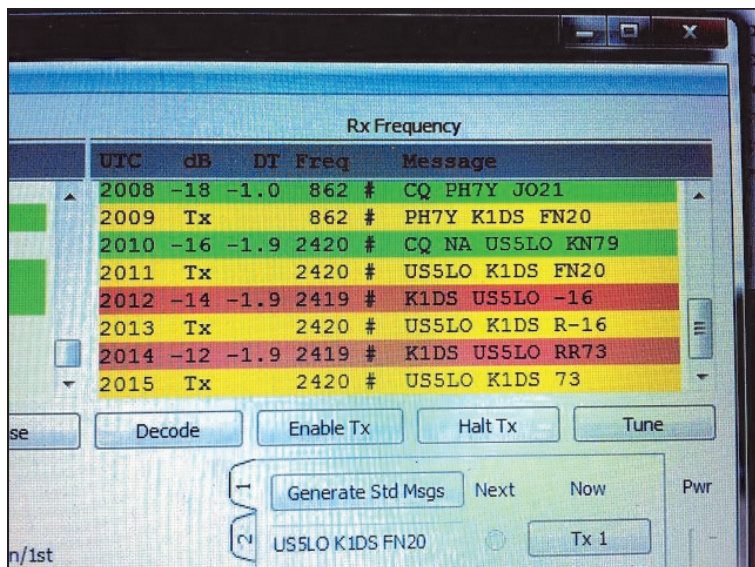 Rx Frequency
UTC dB DT Freq Message
2008 -18 -1.0 862 # CQ PH7Y JO21
2009 Tx 862 # PH7Y K1DS FN20
2010 -16 -1.9 2420 # CQ NA US5LO KN79
2011 Tx 2420 # US5LO K1DS FN20
2012 -14 -1.9 2419 # K1DS US5LO -16
2013 Tx 2420 # US5LO K1DS R-16
2014 -12 -1.9 2419 # K1DS US5LO RR73
2015 Tx 2420 # US5LO K1DS 73
se Decode Enable Tx Halt Tx Tune
1 Generate Std Msgs Next Now Pwr
2 US5LO K1DS FN20 Tx 1
n/1st